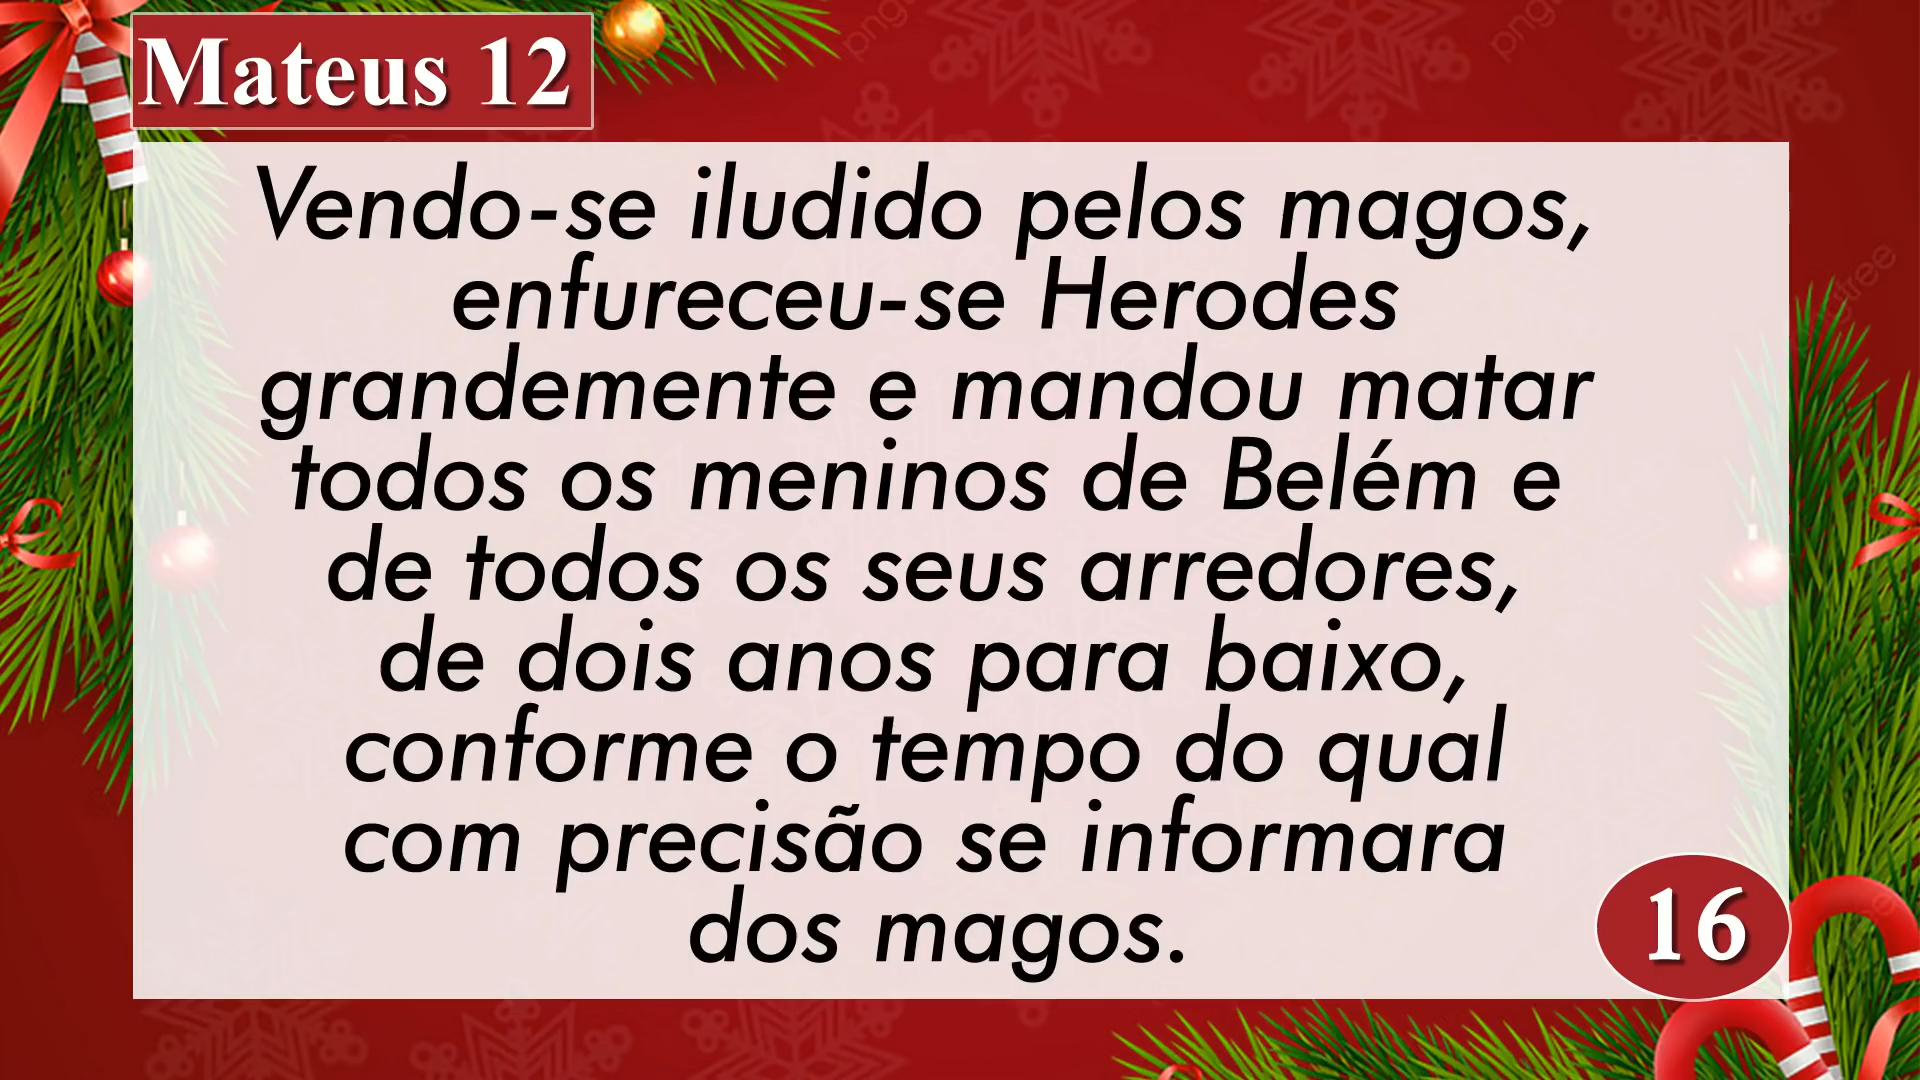 Mateus 12
Vendo-se iludido pelos magos,
enfureceu-se Herodes
grandemente e mandou matar
todos os meninos de Belém e
de todos os seus arredores,
de dois anos para baixo,
conforme o tempo do qual
com precisão se informara
dos magos.
16